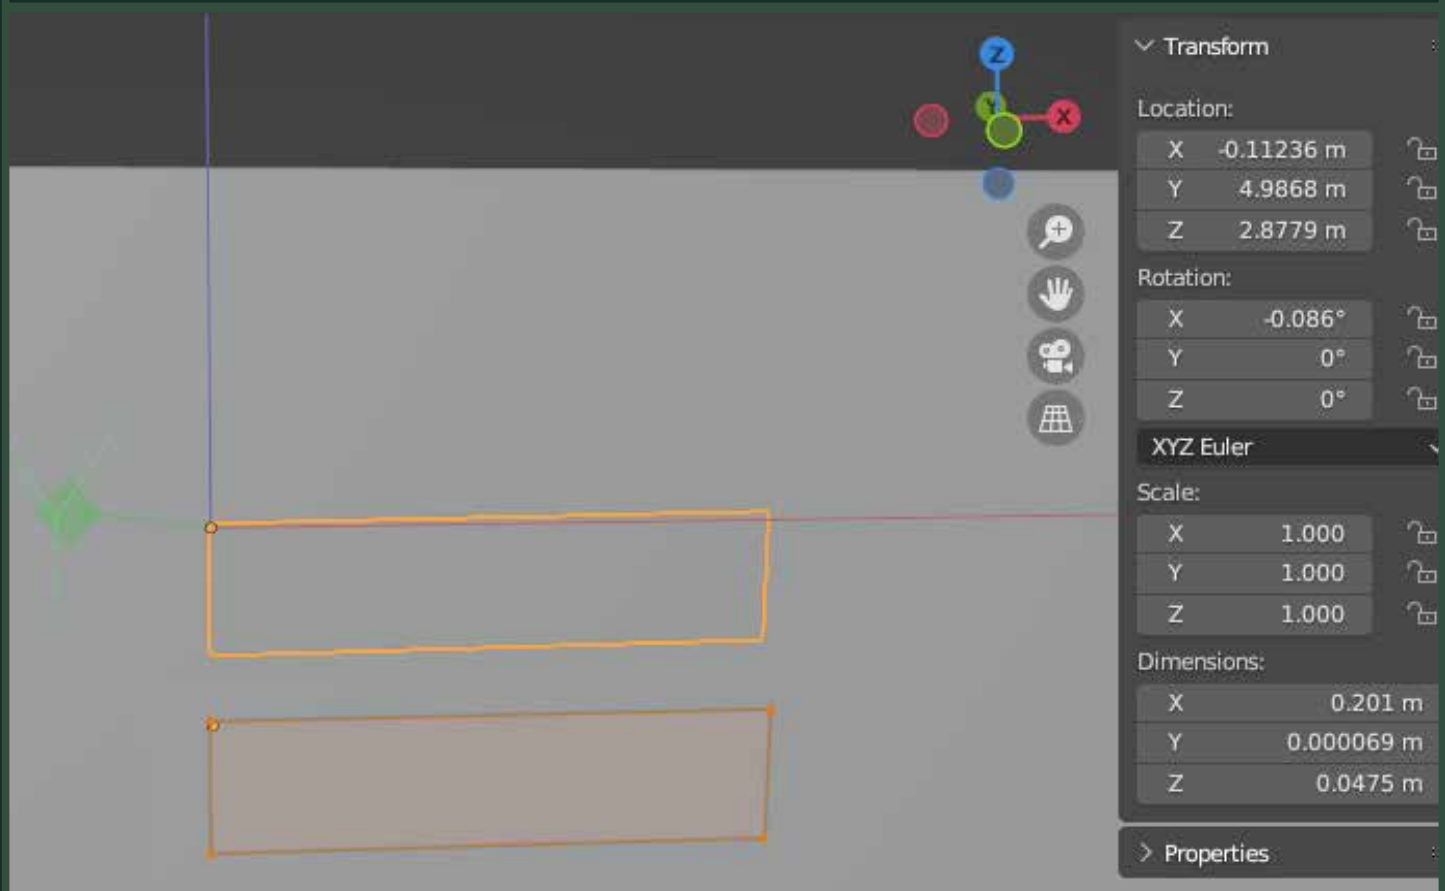 Z
Y
X
Transform
Location:
X -0.11236 m
Y 4.9868 m
Z 2.8779 m
Rotation:
X -0.086°
Y 0°
Z 0°
XYZ Euler
Scale:
X 1.000
Y 1.000
Z 1.000
Dimensions:
X 0.201 m
Y 0.000069 m
Z 0.0475 m
Properties